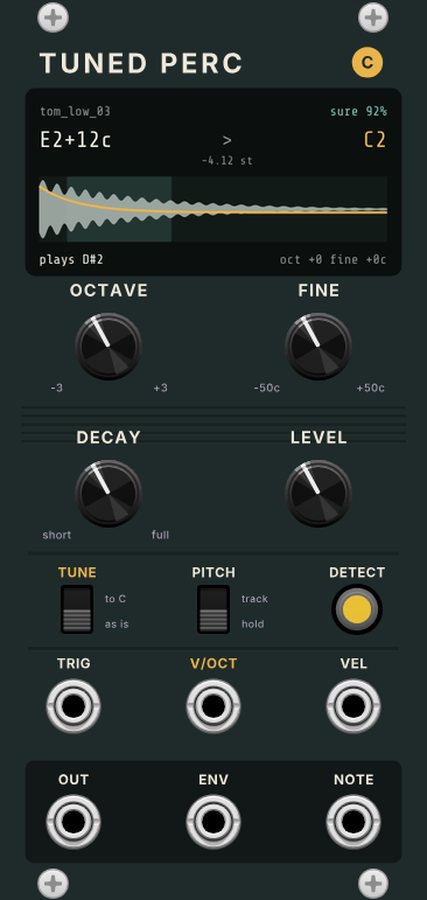 TUNED PERC C
tom_low_03 sure 92%
E2+12c > C2
-4.12 st
plays D#2 oct +0 fine +0c
OCTAVE FINE
-3 +3 -50c +50c
DECAY LEVEL
short full
TUNE PITCH DETECT
to C track
as is hold
TRIG V/OCT VEL
OUT ENV NOTE